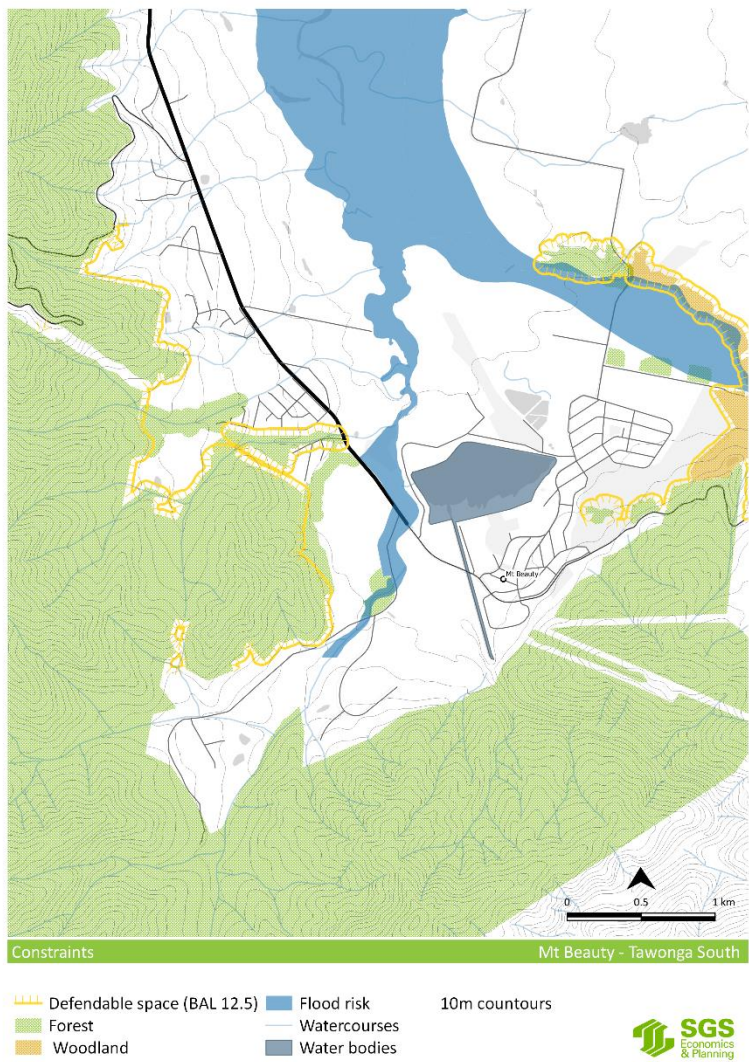 Mt Beauty
0 0.5 1 km
Constraints Mt Beauty - Tawonga South
Defendable space (BAL 12.5) Flood risk 10m countours
Forest Watercourses
Woodland Water bodies
SGS
Economics
& Planning